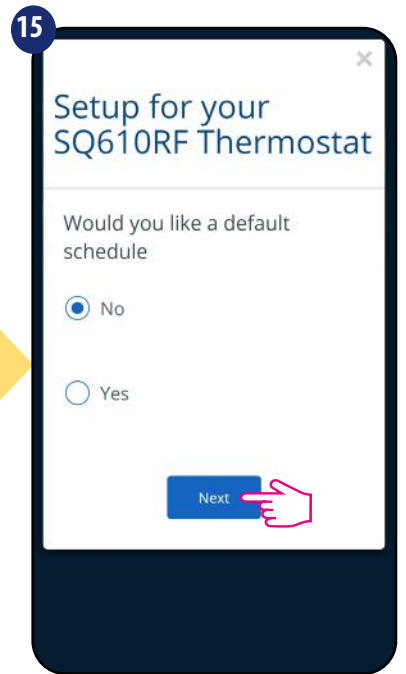 15
×
Setup for your
SQ610RF Thermostat
Would you like a default
schedule
No
Yes
Next